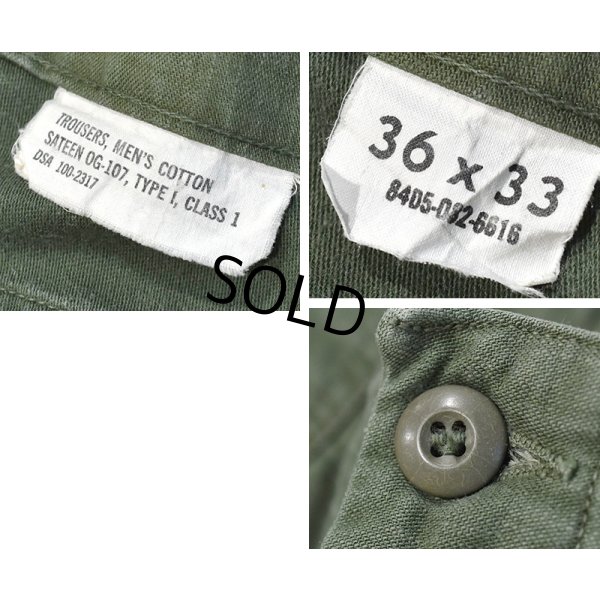 TROUSERS, MEN'S COTTON
SATEEN OG-107, TYPE I, CLASS 1
DSA 100-2317
36 x 33
8405-082-6616
SOLD